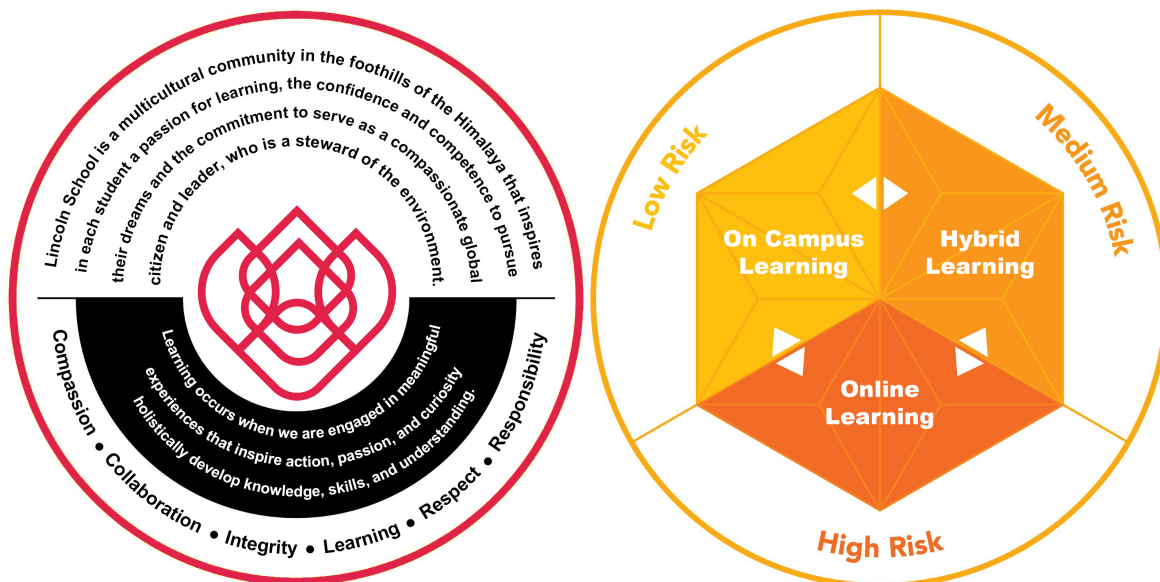 Lincoln School is a multicultural community in the foothills of the Himalaya that inspires
in each student a passion for learning, the confidence and competence to pursue
their dreams and the commitment to serve as a compassionate global
citizen and leader, who is a steward of the environment.
Learning occurs when we are engaged in meaningful
experiences that inspire action, passion, and curiosity
holistically develop knowledge, skills, and understanding.
Compassion ● Collaboration ● Integrity ● Learning ● Respect ● Responsibility
Low Risk
Medium Risk
On Campus
Learning
Hybrid
Learning
Online
Learning
High Risk